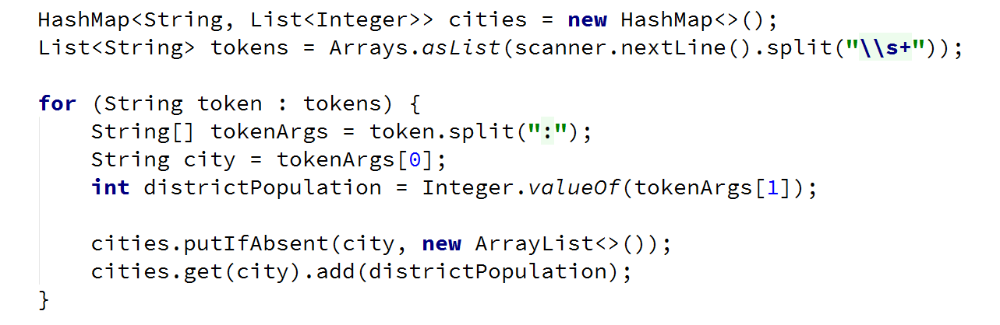 HashMap<String, List<Integer>> cities = new HashMap<>();
List<String> tokens = Arrays.asList(scanner.nextLine().split("\\s+"));
for (String token : tokens) {
    String[] tokenArgs = token.split(":");
    String city = tokenArgs[0];
    int districtPopulation = Integer.valueOf(tokenArgs[1]);
    cities.putIfAbsent(city, new ArrayList<>());
    cities.get(city).add(districtPopulation);
}